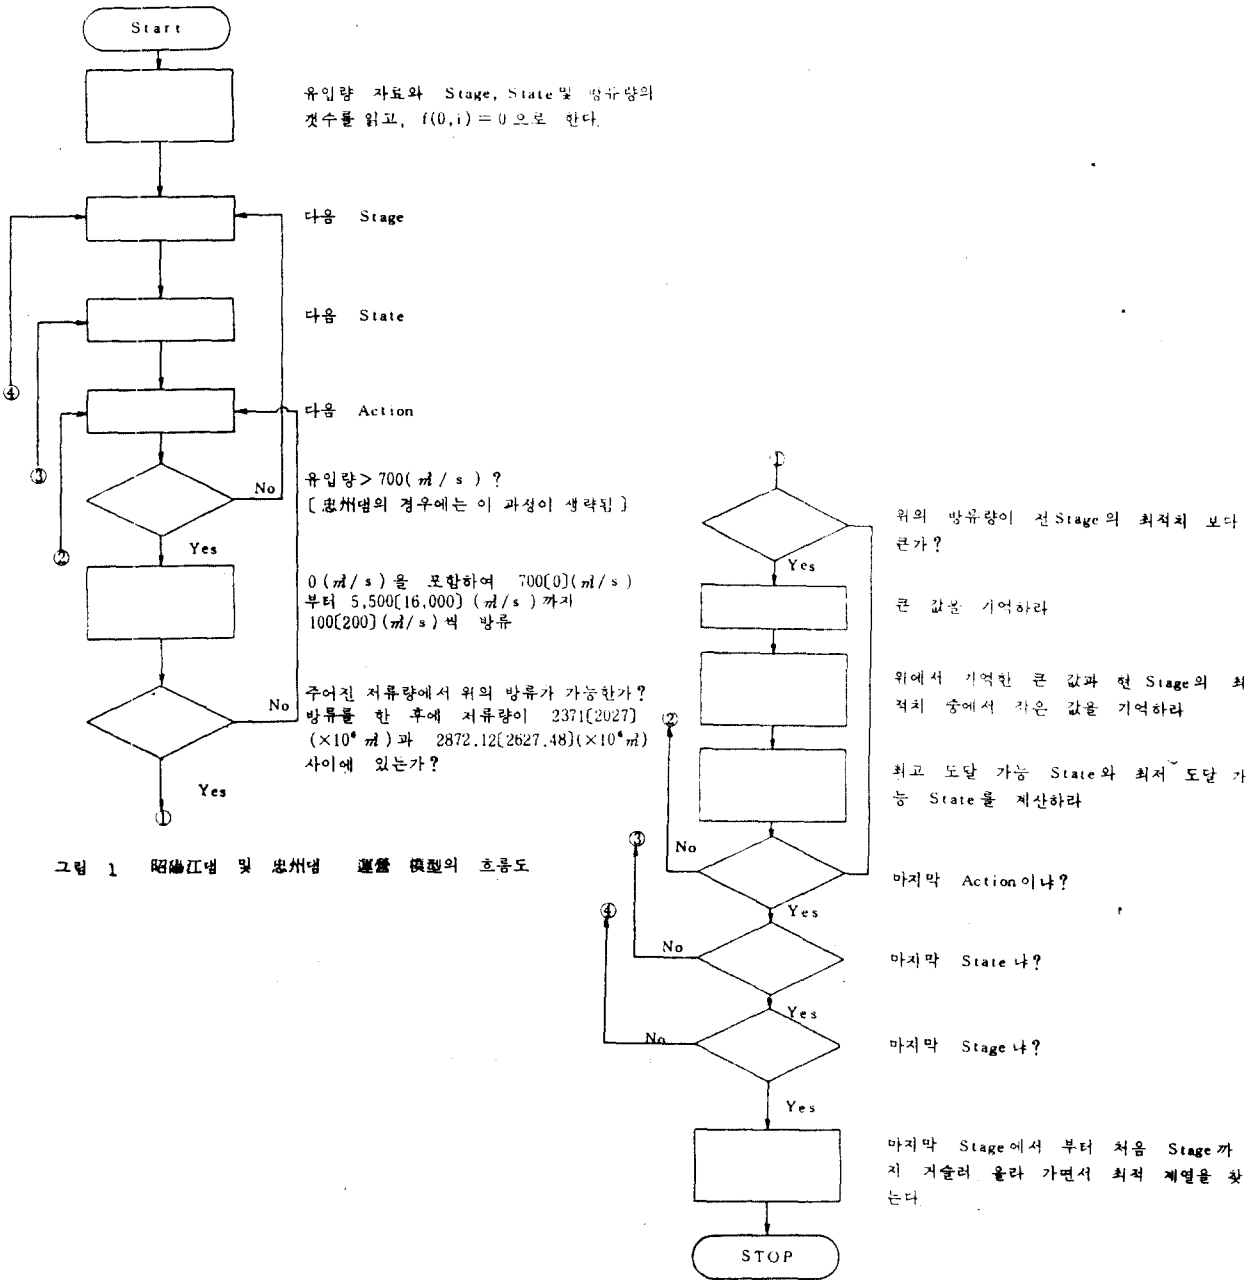 Start
유입량 자료와 Stage, State 및 방류량의
갯수를 읽고, f(0,i) = 0 으로 한다.
다음 Stage
다음 State
④
다음 Action
③
No
유입량 > 700(㎥/s) ?
[忠州댐의 경우에는 이 과정이 생략됨]
②
Yes
0(㎥/s)을 포함하여 700[0](㎥/s)
부터 5,500[16,000] (㎥/s)까지
100[200](㎥/s)씩 방류
No
주어진 저류량에서 위의 방류가 가능한가?
방류를 한 후에 저류량이 2371[2027]
(×10⁶ ㎥)과 2872.12[2627.48](×10⁶㎥)
사이에 있는가?
Yes
①
그림 1 昭陽江댐 및 忠州댐 運營 模型의 흐름도
①
위의 방류량이 전 Stage의 최적치 보다
큰가?
Yes
큰 값을 기억하라
위에서 기억한 큰 값과 현 Stage의 최
적치 중에서 작은 값을 기억하라
②
최고 도달 가능 State와 최저 도달 가
능 State를 계산하라
③
No
마지막 Action이냐?
④
Yes
No
마지막 State 냐?
Yes
No
마지막 Stage 냐?
Yes
마지막 Stage에서 부터 처음 Stage까
지 거슬러 올라 가면서 최적 계열을 찾
는다.
STOP